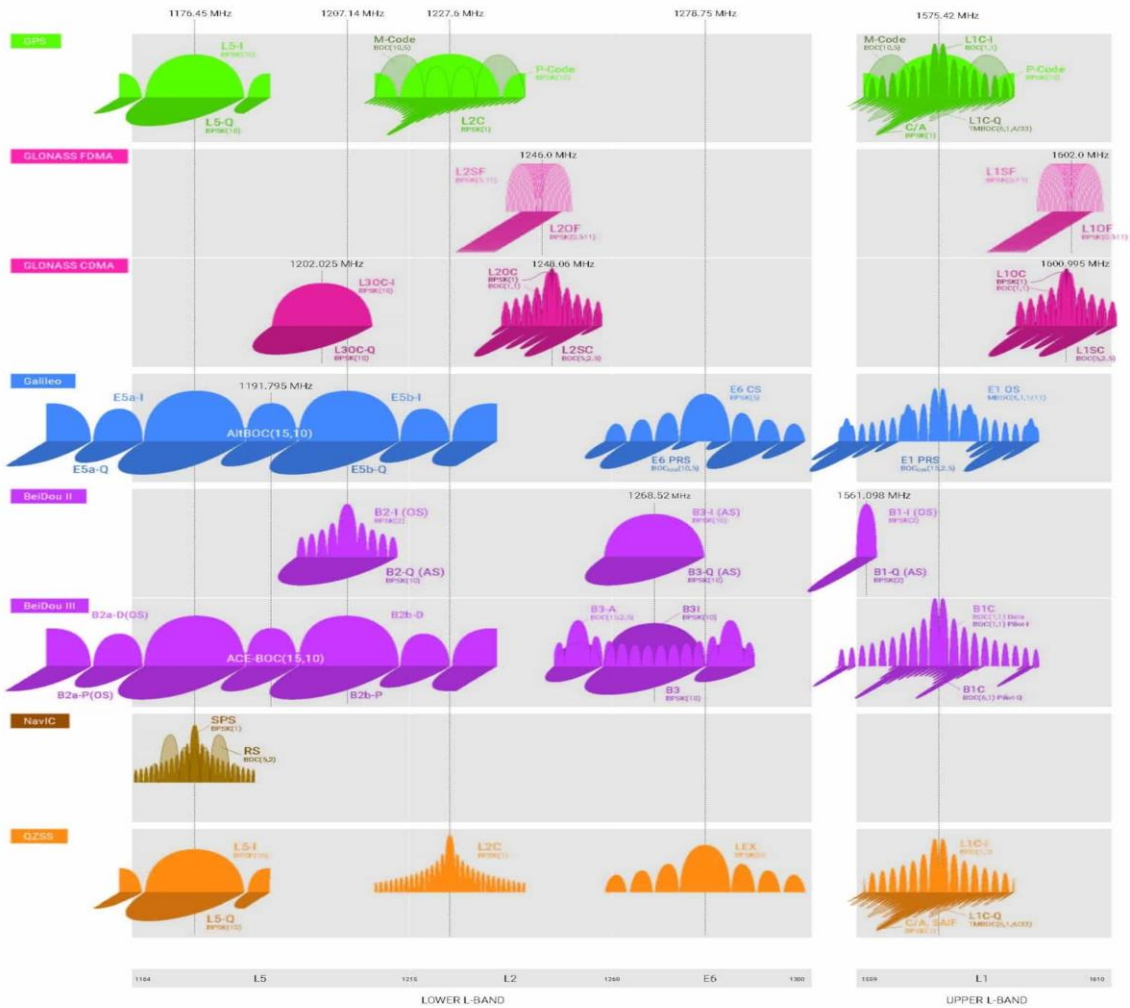 1176.45 MHz
1207.14 MHz
1227.6 MHz
1278.75 MHz
1575.42 MHz
GPS
L5-I
BPSK(10)
M-Code
BOC(10,5)
P-Code
BPSK(10)
M-Code
BOC(10,5)
L1C-I
BOC(1,1)
P-Code
BPSK(10)
L5-Q
BPSK(10)
L2C
BPSK(1)
C/A
BPSK(1)
L1C-Q
GLONASS FDMA
1246.0 MHz
1602.0 MHz
L2SF
L1SF
L2OF
L1OF
GLONASS CDMA
1202.025 MHz
1248.06 MHz
1600.995 MHz
L3OC-I
BPSK(10)
L2OC
BPSK(1)
BOC(1,1)
L1OC
BPSK(1)
BOC(1,1)
L3OC-Q
BPSK(10)
L2SC
BOC(5,2.5)
L1SC
BOC(5,2.5)
Galileo
E5a-I
1191.795 MHz
E5b-I
E6 CS
BPSK(5)
E1 OS
AltBOC(15,10)
E5a-Q
E5b-Q
E6 PRS
E1 PRS
BeiDou II
1268.52 MHz
1561.098 MHz
B2-I (OS)
BPSK(2)
B3-I (AS)
BPSK(10)
B1-I (OS)
BPSK(2)
B2-Q (AS)
BPSK(10)
B3-Q (AS)
BPSK(10)
B1-Q (AS)
BPSK(2)
BeiDou III
B2a-D(OS)
B2b-D
B3-A
B3I
BPSK(10)
B1C
BOC(1,1) Data
BOC(1,1) Pilot-I
ACE-BOC(15,10)
B2a-P(OS)
B2b-P
B3
BPSK(10)
B1C
BOC(6,1) Pilot-Q
NavIC
SPS
BPSK(1)
RS
BOC(5,2)
QZSS
L5-I
L2C
LEX
L1C-I
L5-Q
BPSK(10)
C/A, SAIF
L1C-Q
1164
L5
1215
L2
1260
E6
1300
1559
L1
1610
LOWER L-BAND
UPPER L-BAND